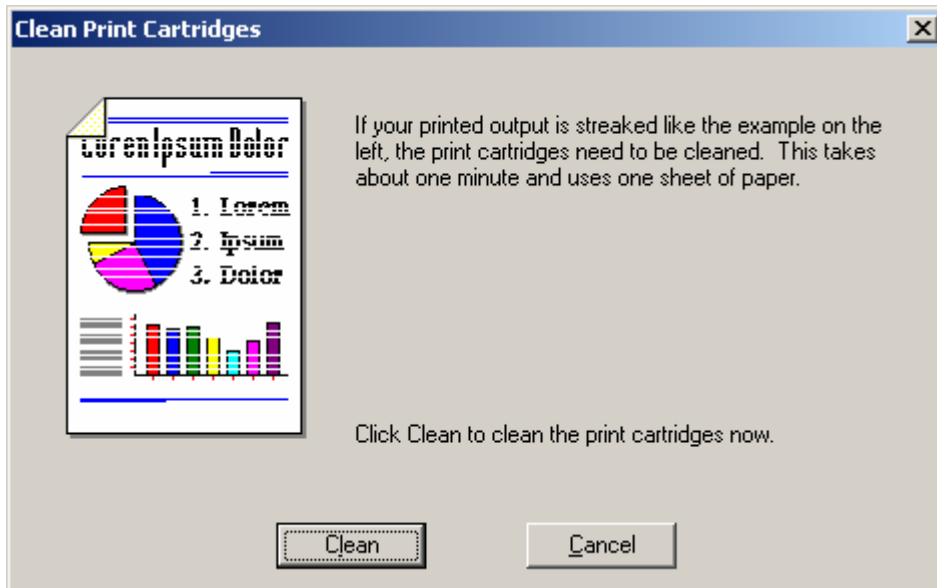 Clean Print Cartridges
Lorem Ipsum Dolor
1. Lorem
2. Ipsum
3. Dolor
If your printed output is streaked like the example on the
left, the print cartridges need to be cleaned.  This takes
about one minute and uses one sheet of paper.
Click Clean to clean the print cartridges now.
Clean
Cancel